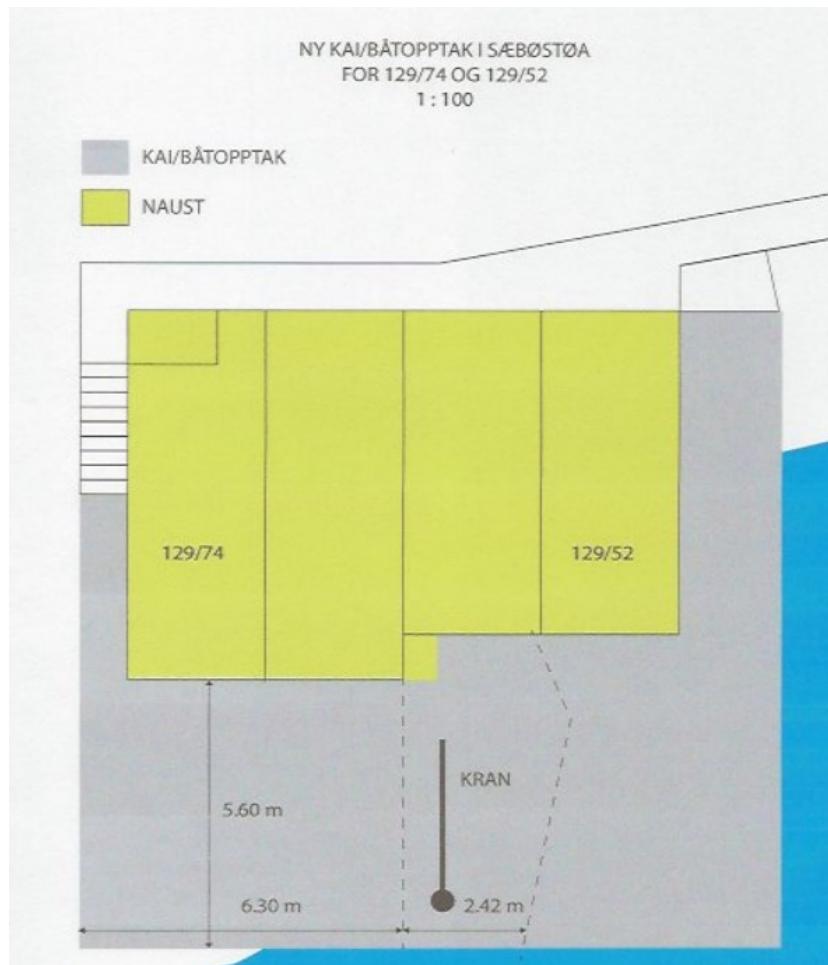 NY KAI/BÅTOPPTAK I SÆBØSTØA
FOR 129/74 OG 129/52
1 : 100
KAI/BÅTOPPTAK
NAUST
129/74
129/52
KRAN
5.60 m
6.30 m
2.42 m